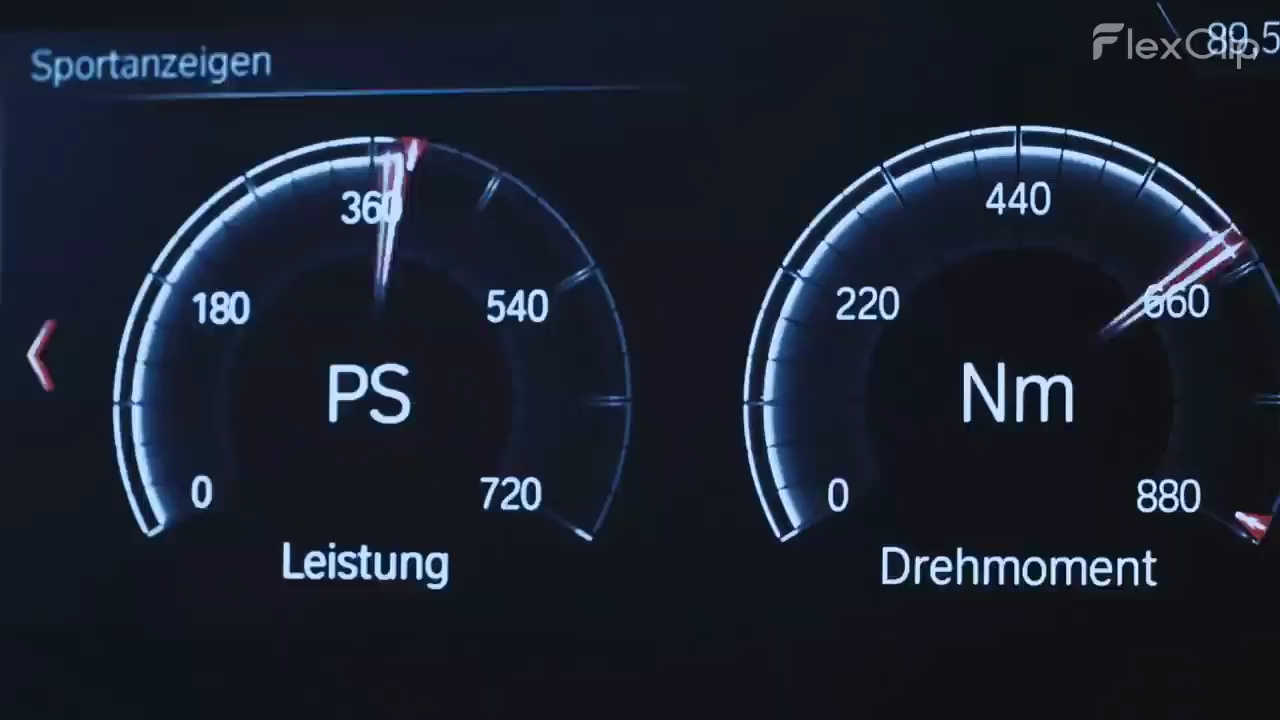 Sportanzeigen
89,5
FlexClip
360
180
540
PS
0
720
Leistung
440
220
660
Nm
0
880
Drehmoment